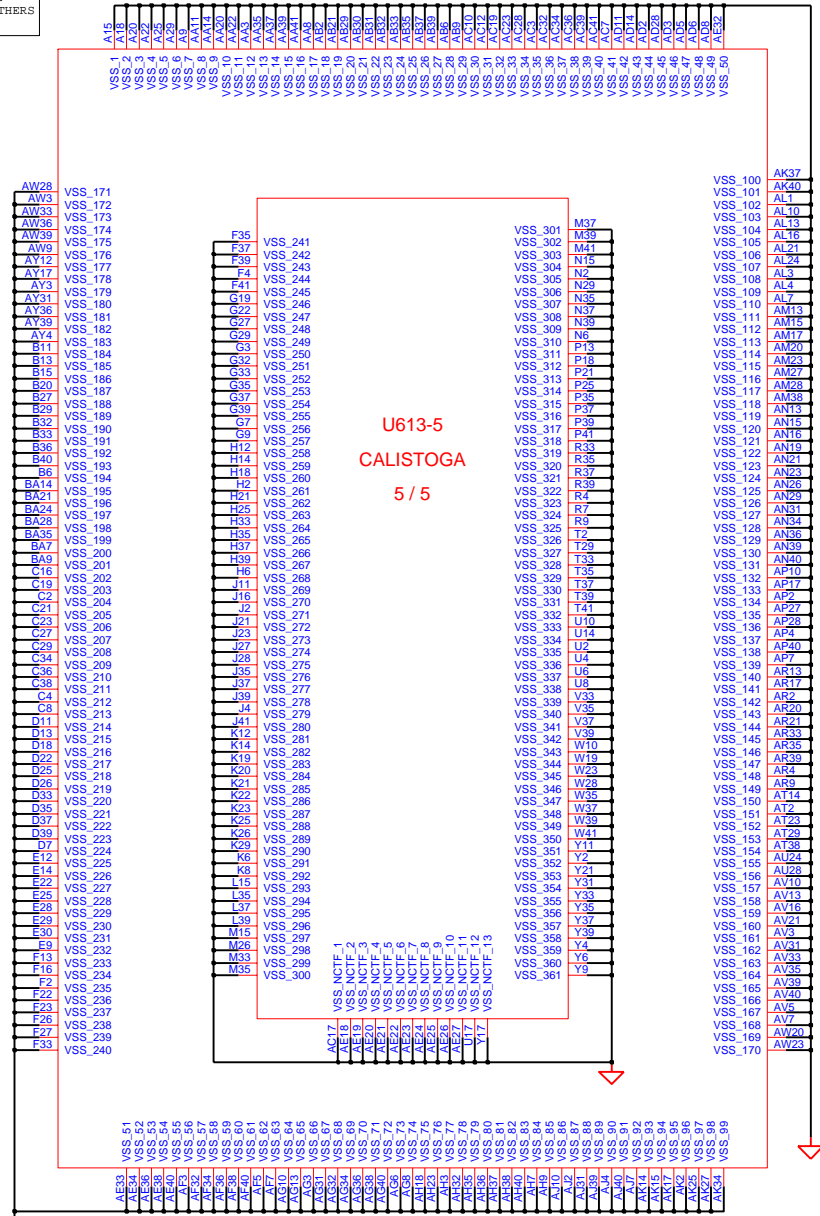 THERS
A15 VSS_1
A18 VSS_2
A20 VSS_3
A22 VSS_4
A25 VSS_5
A29 VSS_6
A9 VSS_7
AA11 VSS_8
AA14 VSS_9
AA20 VSS_10
AA22 VSS_11
AA3 VSS_12
AA35 VSS_13
AA37 VSS_14
AA39 VSS_15
AA41 VSS_16
AA8 VSS_17
AB2 VSS_18
AB21 VSS_19
AB29 VSS_20
AB30 VSS_21
AB31 VSS_22
AB32 VSS_23
AB33 VSS_24
AB35 VSS_25
AB37 VSS_26
AB39 VSS_27
AB6 VSS_28
AB9 VSS_29
AC10 VSS_30
AC12 VSS_31
AC19 VSS_32
AC23 VSS_33
AC28 VSS_34
AC3 VSS_35
AC32 VSS_36
AC34 VSS_37
AC36 VSS_38
AC39 VSS_39
AC41 VSS_40
AC7 VSS_41
AD11 VSS_42
AD14 VSS_43
AD2 VSS_44
AD28 VSS_45
AD3 VSS_46
AD5 VSS_47
AD6 VSS_48
AD8 VSS_49
AE32 VSS_50
AW28 VSS_171
AW3 VSS_172
AW33 VSS_173
AW36 VSS_174
AW39 VSS_175
AW9 VSS_176
AY12 VSS_177
AY17 VSS_178
AY3 VSS_179
AY31 VSS_180
AY36 VSS_181
AY39 VSS_182
AY4 VSS_183
B11 VSS_184
B13 VSS_185
B15 VSS_186
B20 VSS_187
B27 VSS_188
B29 VSS_189
B32 VSS_190
B33 VSS_191
B36 VSS_192
B40 VSS_193
B6 VSS_194
BA14 VSS_195
BA21 VSS_196
BA24 VSS_197
BA28 VSS_198
BA35 VSS_199
BA7 VSS_200
BA9 VSS_201
C16 VSS_202
C19 VSS_203
C2 VSS_204
C21 VSS_205
C23 VSS_206
C27 VSS_207
C29 VSS_208
C34 VSS_209
C36 VSS_210
C38 VSS_211
C4 VSS_212
C8 VSS_213
D11 VSS_214
D13 VSS_215
D18 VSS_216
D22 VSS_217
D25 VSS_218
D26 VSS_219
D33 VSS_220
D35 VSS_221
D37 VSS_222
D39 VSS_223
D7 VSS_224
E12 VSS_225
E14 VSS_226
E22 VSS_227
E25 VSS_228
E28 VSS_229
E29 VSS_230
E30 VSS_231
E9 VSS_232
F13 VSS_233
F16 VSS_234
F2 VSS_235
F22 VSS_236
F23 VSS_237
F26 VSS_238
F27 VSS_239
F33 VSS_240
F35 VSS_241
F37 VSS_242
F39 VSS_243
F4 VSS_244
F41 VSS_245
G19 VSS_246
G22 VSS_247
G27 VSS_248
G29 VSS_249
G3 VSS_250
G32 VSS_251
G33 VSS_252
G35 VSS_253
G37 VSS_254
G39 VSS_255
G7 VSS_256
G9 VSS_257
H12 VSS_258
H14 VSS_259
H18 VSS_260
H2 VSS_261
H21 VSS_262
H25 VSS_263
H33 VSS_264
H35 VSS_265
H37 VSS_266
H39 VSS_267
H6 VSS_268
J11 VSS_269
J16 VSS_270
J2 VSS_271
J21 VSS_272
J23 VSS_273
J27 VSS_274
J28 VSS_275
J35 VSS_276
J37 VSS_277
J39 VSS_278
J4 VSS_279
J41 VSS_280
K12 VSS_281
K14 VSS_282
K19 VSS_283
K20 VSS_284
K21 VSS_285
K22 VSS_286
K23 VSS_287
K25 VSS_288
K26 VSS_289
K29 VSS_290
K6 VSS_291
K8 VSS_292
L15 VSS_293
L35 VSS_294
L37 VSS_295
L39 VSS_296
M15 VSS_297
M26 VSS_298
M33 VSS_299
M35 VSS_300
U613-5
CALISTOGA
5 / 5
VSS_301 M37
VSS_302 M39
VSS_303 M41
VSS_304 N15
VSS_305 N2
VSS_306 N29
VSS_307 N35
VSS_308 N37
VSS_309 N39
VSS_310 N6
VSS_311 P13
VSS_312 P18
VSS_313 P21
VSS_314 P25
VSS_315 P35
VSS_316 P37
VSS_317 P39
VSS_318 P41
VSS_319 R33
VSS_320 R35
VSS_321 R37
VSS_322 R39
VSS_323 R4
VSS_324 R7
VSS_325 R9
VSS_326 T2
VSS_327 T29
VSS_328 T33
VSS_329 T35
VSS_330 T37
VSS_331 T39
VSS_332 T41
VSS_333 U10
VSS_334 U14
VSS_335 U2
VSS_336 U4
VSS_337 U6
VSS_338 U8
VSS_339 V33
VSS_340 V35
VSS_341 V37
VSS_342 V39
VSS_343 W10
VSS_344 W19
VSS_345 W23
VSS_346 W28
VSS_347 W35
VSS_348 W37
VSS_349 W39
VSS_350 W41
VSS_351 Y11
VSS_352 Y2
VSS_353 Y21
VSS_354 Y31
VSS_355 Y33
VSS_356 Y35
VSS_357 Y37
VSS_358 Y39
VSS_359 Y4
VSS_360 Y6
VSS_361 Y9
VSS_NCTF_1 AC17
VSS_NCTF_2 AE18
VSS_NCTF_3 AE19
VSS_NCTF_4 AE20
VSS_NCTF_5 AE21
VSS_NCTF_6 AE22
VSS_NCTF_7 AE23
VSS_NCTF_8 AE24
VSS_NCTF_9 AE25
VSS_NCTF_10 AE26
VSS_NCTF_11 AE27
VSS_NCTF_12 U17
VSS_NCTF_13 Y17
VSS_100 AK37
VSS_101 AK40
VSS_102 AL1
VSS_103 AL10
VSS_104 AL13
VSS_105 AL16
VSS_106 AL21
VSS_107 AL24
VSS_108 AL3
VSS_109 AL4
VSS_110 AL7
VSS_111 AM13
VSS_112 AM15
VSS_113 AM17
VSS_114 AM20
VSS_115 AM23
VSS_116 AM27
VSS_117 AM28
VSS_118 AM38
VSS_119 AN13
VSS_120 AN15
VSS_121 AN16
VSS_122 AN19
VSS_123 AN21
VSS_124 AN23
VSS_125 AN26
VSS_126 AN29
VSS_127 AN31
VSS_128 AN34
VSS_129 AN36
VSS_130 AN39
VSS_131 AN40
VSS_132 AP10
VSS_133 AP17
VSS_134 AP2
VSS_135 AP27
VSS_136 AP28
VSS_137 AP4
VSS_138 AP40
VSS_139 AP7
VSS_140 AR13
VSS_141 AR17
VSS_142 AR2
VSS_143 AR20
VSS_144 AR21
VSS_145 AR33
VSS_146 AR35
VSS_147 AR39
VSS_148 AR4
VSS_149 AR9
VSS_150 AT14
VSS_151 AT2
VSS_152 AT23
VSS_153 AT29
VSS_154 AT38
VSS_155 AU24
VSS_156 AU28
VSS_157 AV10
VSS_158 AV13
VSS_159 AV16
VSS_160 AV21
VSS_161 AV3
VSS_162 AV31
VSS_163 AV33
VSS_164 AV35
VSS_165 AV39
VSS_166 AV40
VSS_167 AV5
VSS_168 AV7
VSS_169 AW20
VSS_170 AW23
VSS_51 AE33
VSS_52 AE34
VSS_53 AE36
VSS_54 AE38
VSS_55 AE40
VSS_56 AF3
VSS_57 AF32
VSS_58 AF34
VSS_59 AF36
VSS_60 AF38
VSS_61 AF40
VSS_62 AF5
VSS_63 AF7
VSS_64 AG10
VSS_65 AG13
VSS_66 AG3
VSS_67 AG31
VSS_68 AG32
VSS_69 AG34
VSS_70 AG36
VSS_71 AG38
VSS_72 AG40
VSS_73 AG6
VSS_74 AG8
VSS_75 AH18
VSS_76 AH23
VSS_77 AH3
VSS_78 AH32
VSS_79 AH35
VSS_80 AH36
VSS_81 AH37
VSS_82 AH38
VSS_83 AH40
VSS_84 AH7
VSS_85 AH9
VSS_86 AJ10
VSS_87 AJ2
VSS_88 AJ31
VSS_89 AJ39
VSS_90 AJ4
VSS_91 AJ40
VSS_92 AJ7
VSS_93 AK14
VSS_94 AK15
VSS_95 AK17
VSS_96 AK2
VSS_97 AK25
VSS_98 AK27
VSS_99 AK34